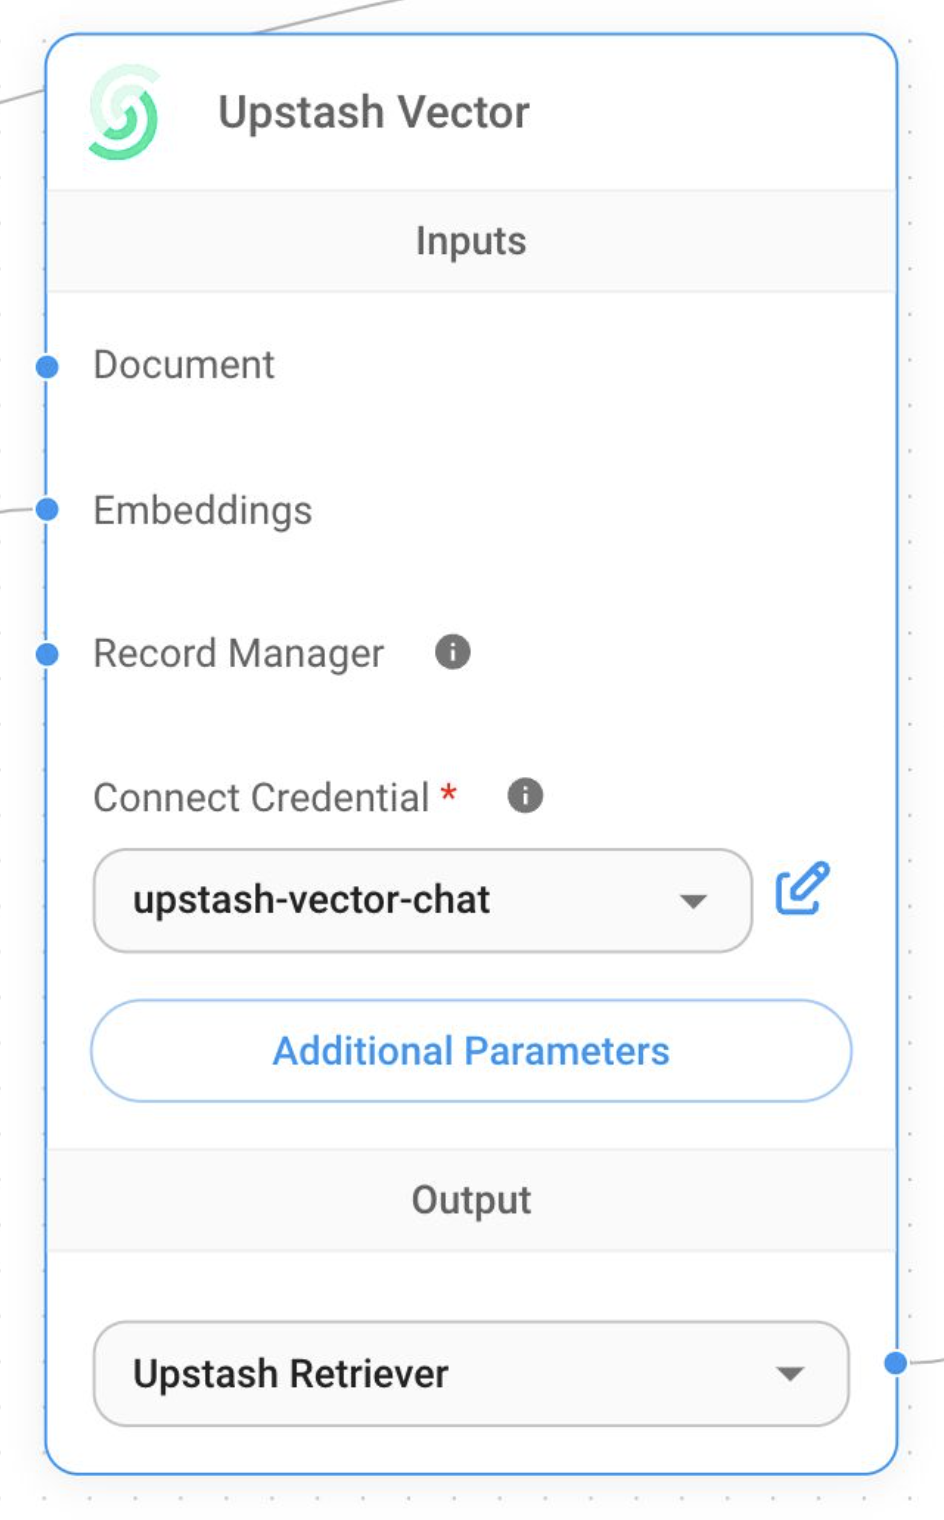 Upstash Vector
Inputs
Document
Embeddings
Record Manager
Connect Credential *
upstash-vector-chat
Additional Parameters
Output
Upstash Retriever